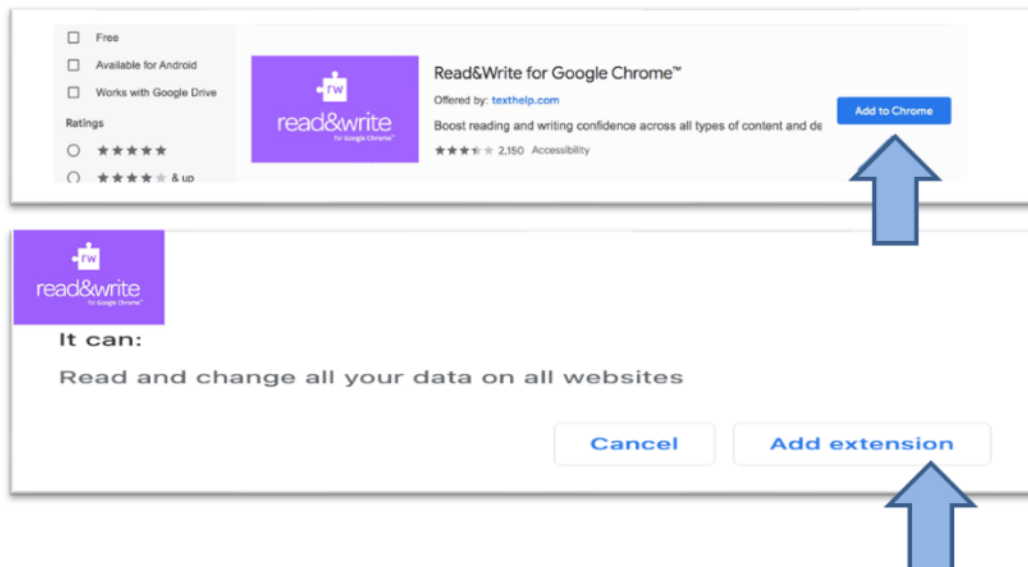 Free
Available for Android
Works with Google Drive
Ratings
& up
rw
read&write
for Google Chrome™
Read&Write for Google Chrome™
Offered by: texthelp.com
Boost reading and writing confidence across all types of content and de
2,150 Accessibility
Add to Chrome
rw
read&write
for Google Chrome™
It can:
Read and change all your data on all websites
Cancel Add extension